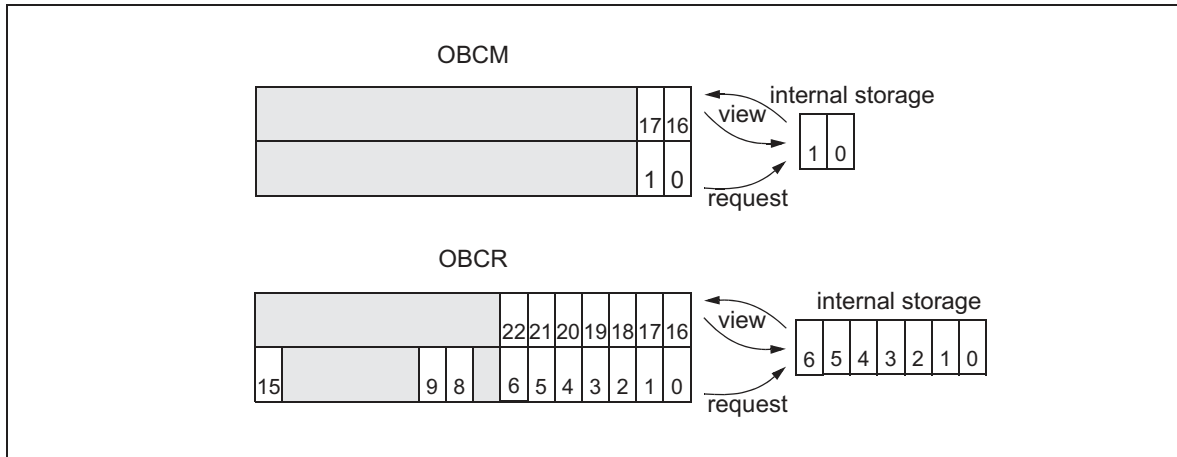 OBCM
internal storage
view
17 16
1 0
1 0
request
OBCR
internal storage
22 21 20 19 18 17 16
view
6 5 4 3 2 1 0
15 9 8 6 5 4 3 2 1 0
request